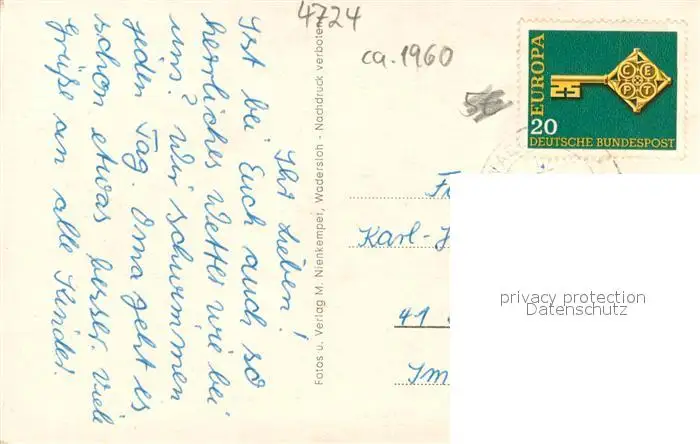 4724
ca. 1960
EUROPA
CEPT
20
DEUTSCHE BUNDESPOST
Ihr Lieben!
Ist bei Euch auch so
herrliches Wetter wie bei
uns? Wir schwimmen
jeden Tag. Oma geht es
schon etwas besser. Viele
Grüße an alle Kinder.
Fotos u. Verlag M. Nienkemper, Wadersloh - Nachdruck verboten
Karl-
41
privacy protection
Datenschutz